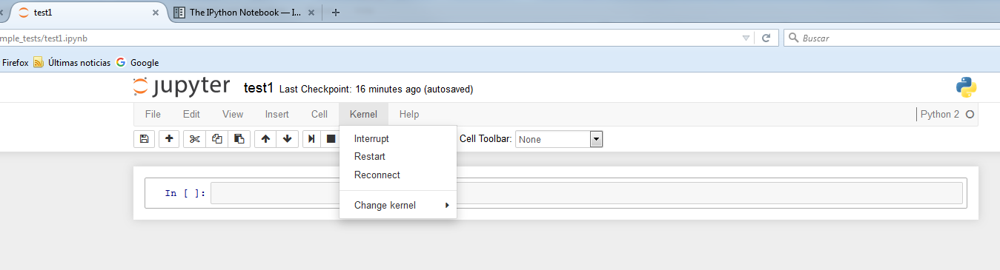 test1 The IPython Notebook — I...
mple_tests/test1.ipynb Buscar
Firefox Últimas noticias Google
jupyter test1 Last Checkpoint: 16 minutes ago (autosaved)
File Edit View Insert Cell Kernel Help Python 2
Cell Toolbar: None
Interrupt
Restart
Reconnect
Change kernel
In [ ]: